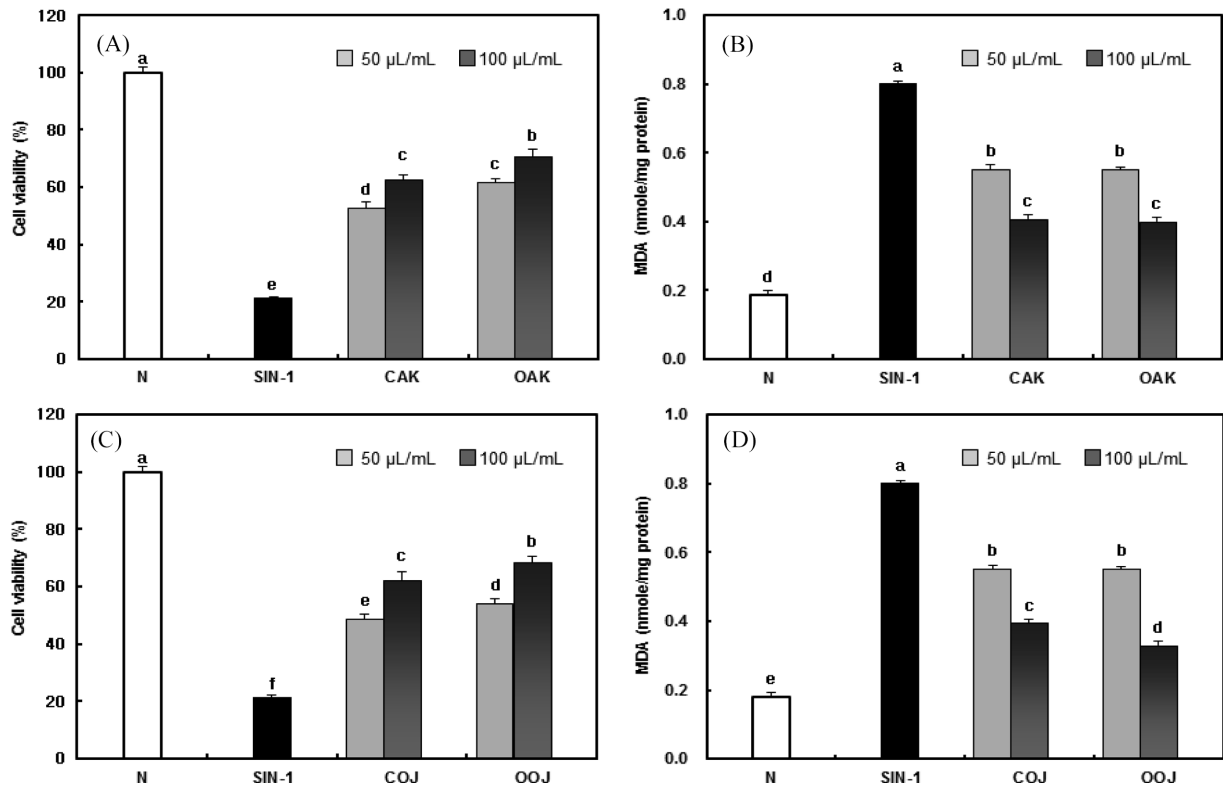 (A)
50 µL/mL 100 µL/mL
Cell viability (%)
120
100
80
60
40
20
0
a
e
d
c
c
b
N SIN-1 CAK OAK
(B)
50 µL/mL 100 µL/mL
MDA (nmole/mg protein)
1.0
0.8
0.6
0.4
0.2
0.0
d
a
b
c
b
c
N SIN-1 CAK OAK
(C)
50 µL/mL 100 µL/mL
Cell viability (%)
120
100
80
60
40
20
0
a
f
e
c
d
b
N SIN-1 COJ OOJ
(D)
50 µL/mL 100 µL/mL
MDA (nmole/mg protein)
1.0
0.8
0.6
0.4
0.2
0.0
e
a
b
c
b
d
N SIN-1 COJ OOJ